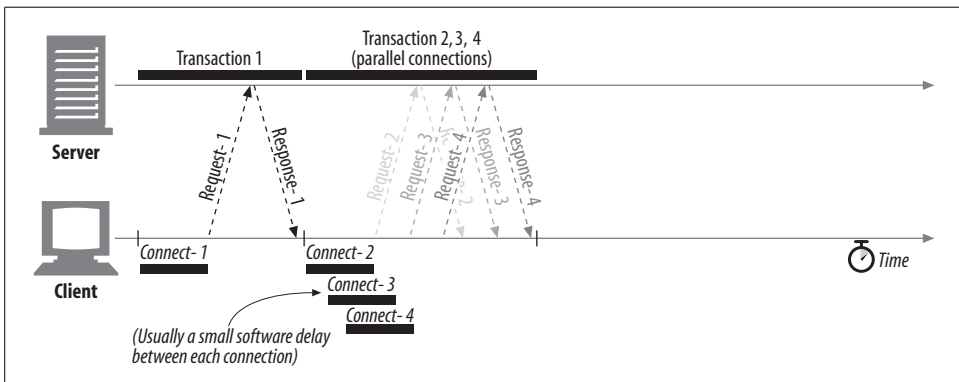 Transaction 1
Transaction 2, 3, 4
(parallel connections)
Server
Request- 1
Response- 1
Request- 2
Request- 3
Request- 4
Response- 3
Response- 4
Client
Connect- 1
Connect- 2
Connect- 3
Connect- 4
Time
(Usually a small software delay
between each connection)